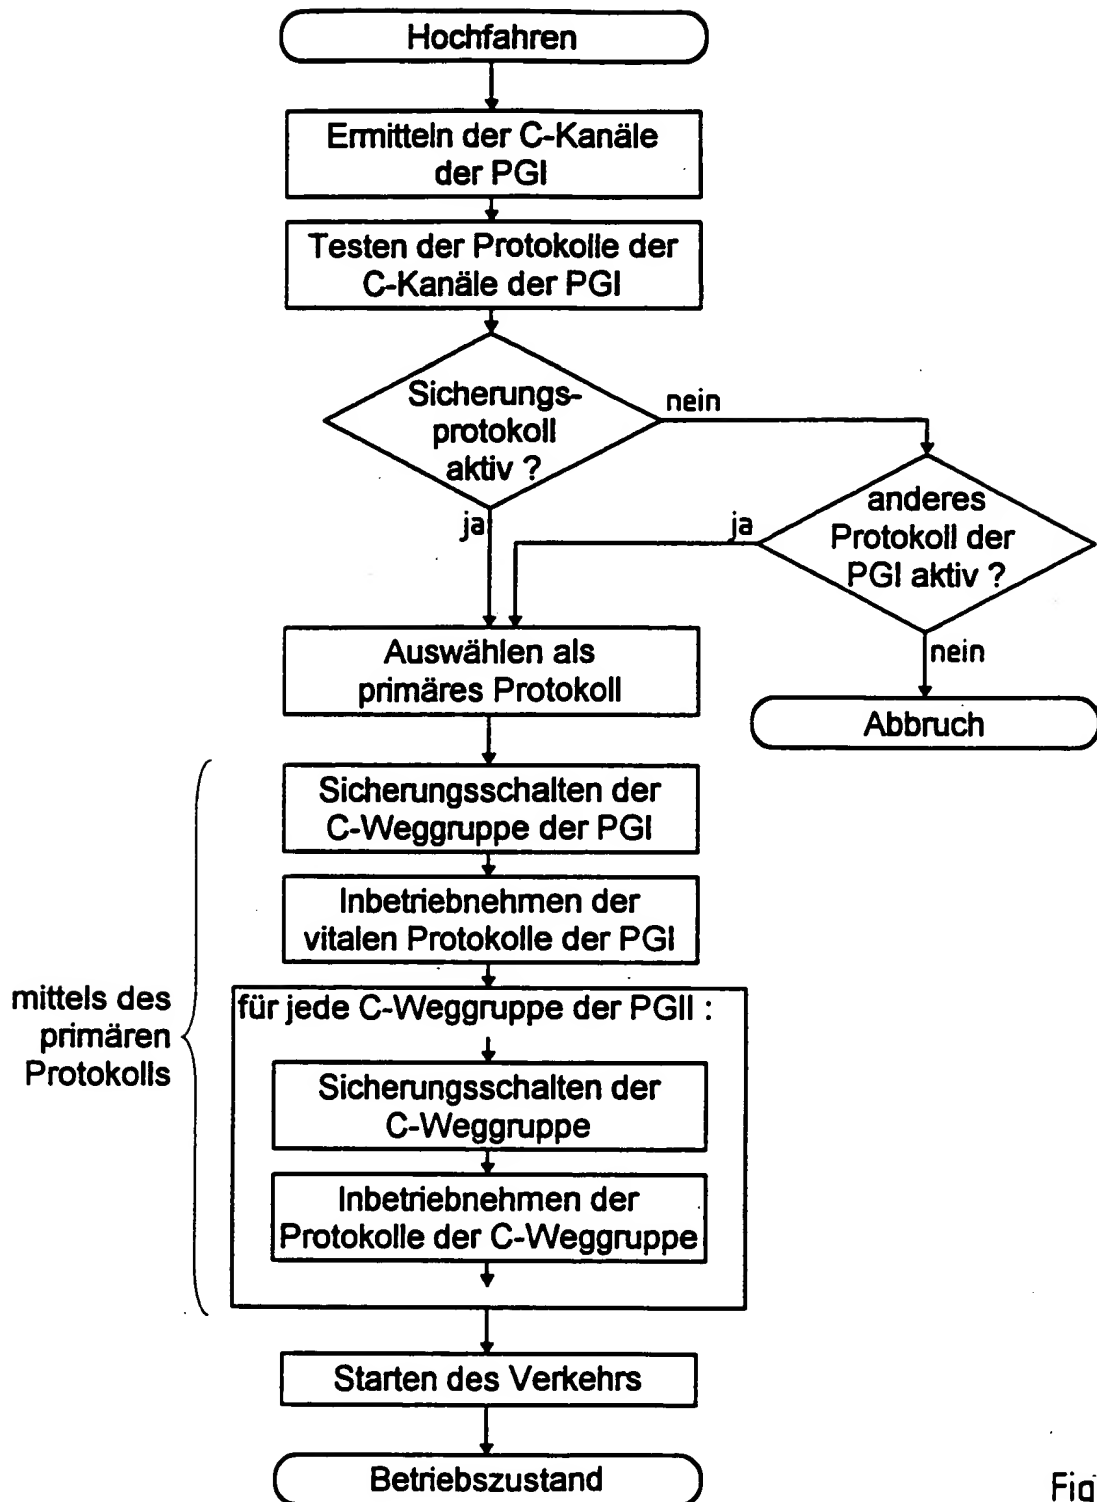 Hochfahren
Ermitteln der C-Kanäle
der PGI
Testen der Protokolle der
C-Kanäle der PGI
Sicherungs-
protokoll
aktiv ?
nein
ja
anderes
Protokoll der
PGI aktiv ?
ja
nein
Auswählen als
primäres Protokoll
Abbruch
Sicherungsschalten der
C-Weggruppe der PGI
Inbetriebnehmen der
vitalen Protokolle der PGI
mittels des
primären
Protokolls
für jede C-Weggruppe der PGII :
Sicherungsschalten der
C-Weggruppe
Inbetriebnehmen der
Protokolle der C-Weggruppe
Starten des Verkehrs
Betriebszustand
Fig